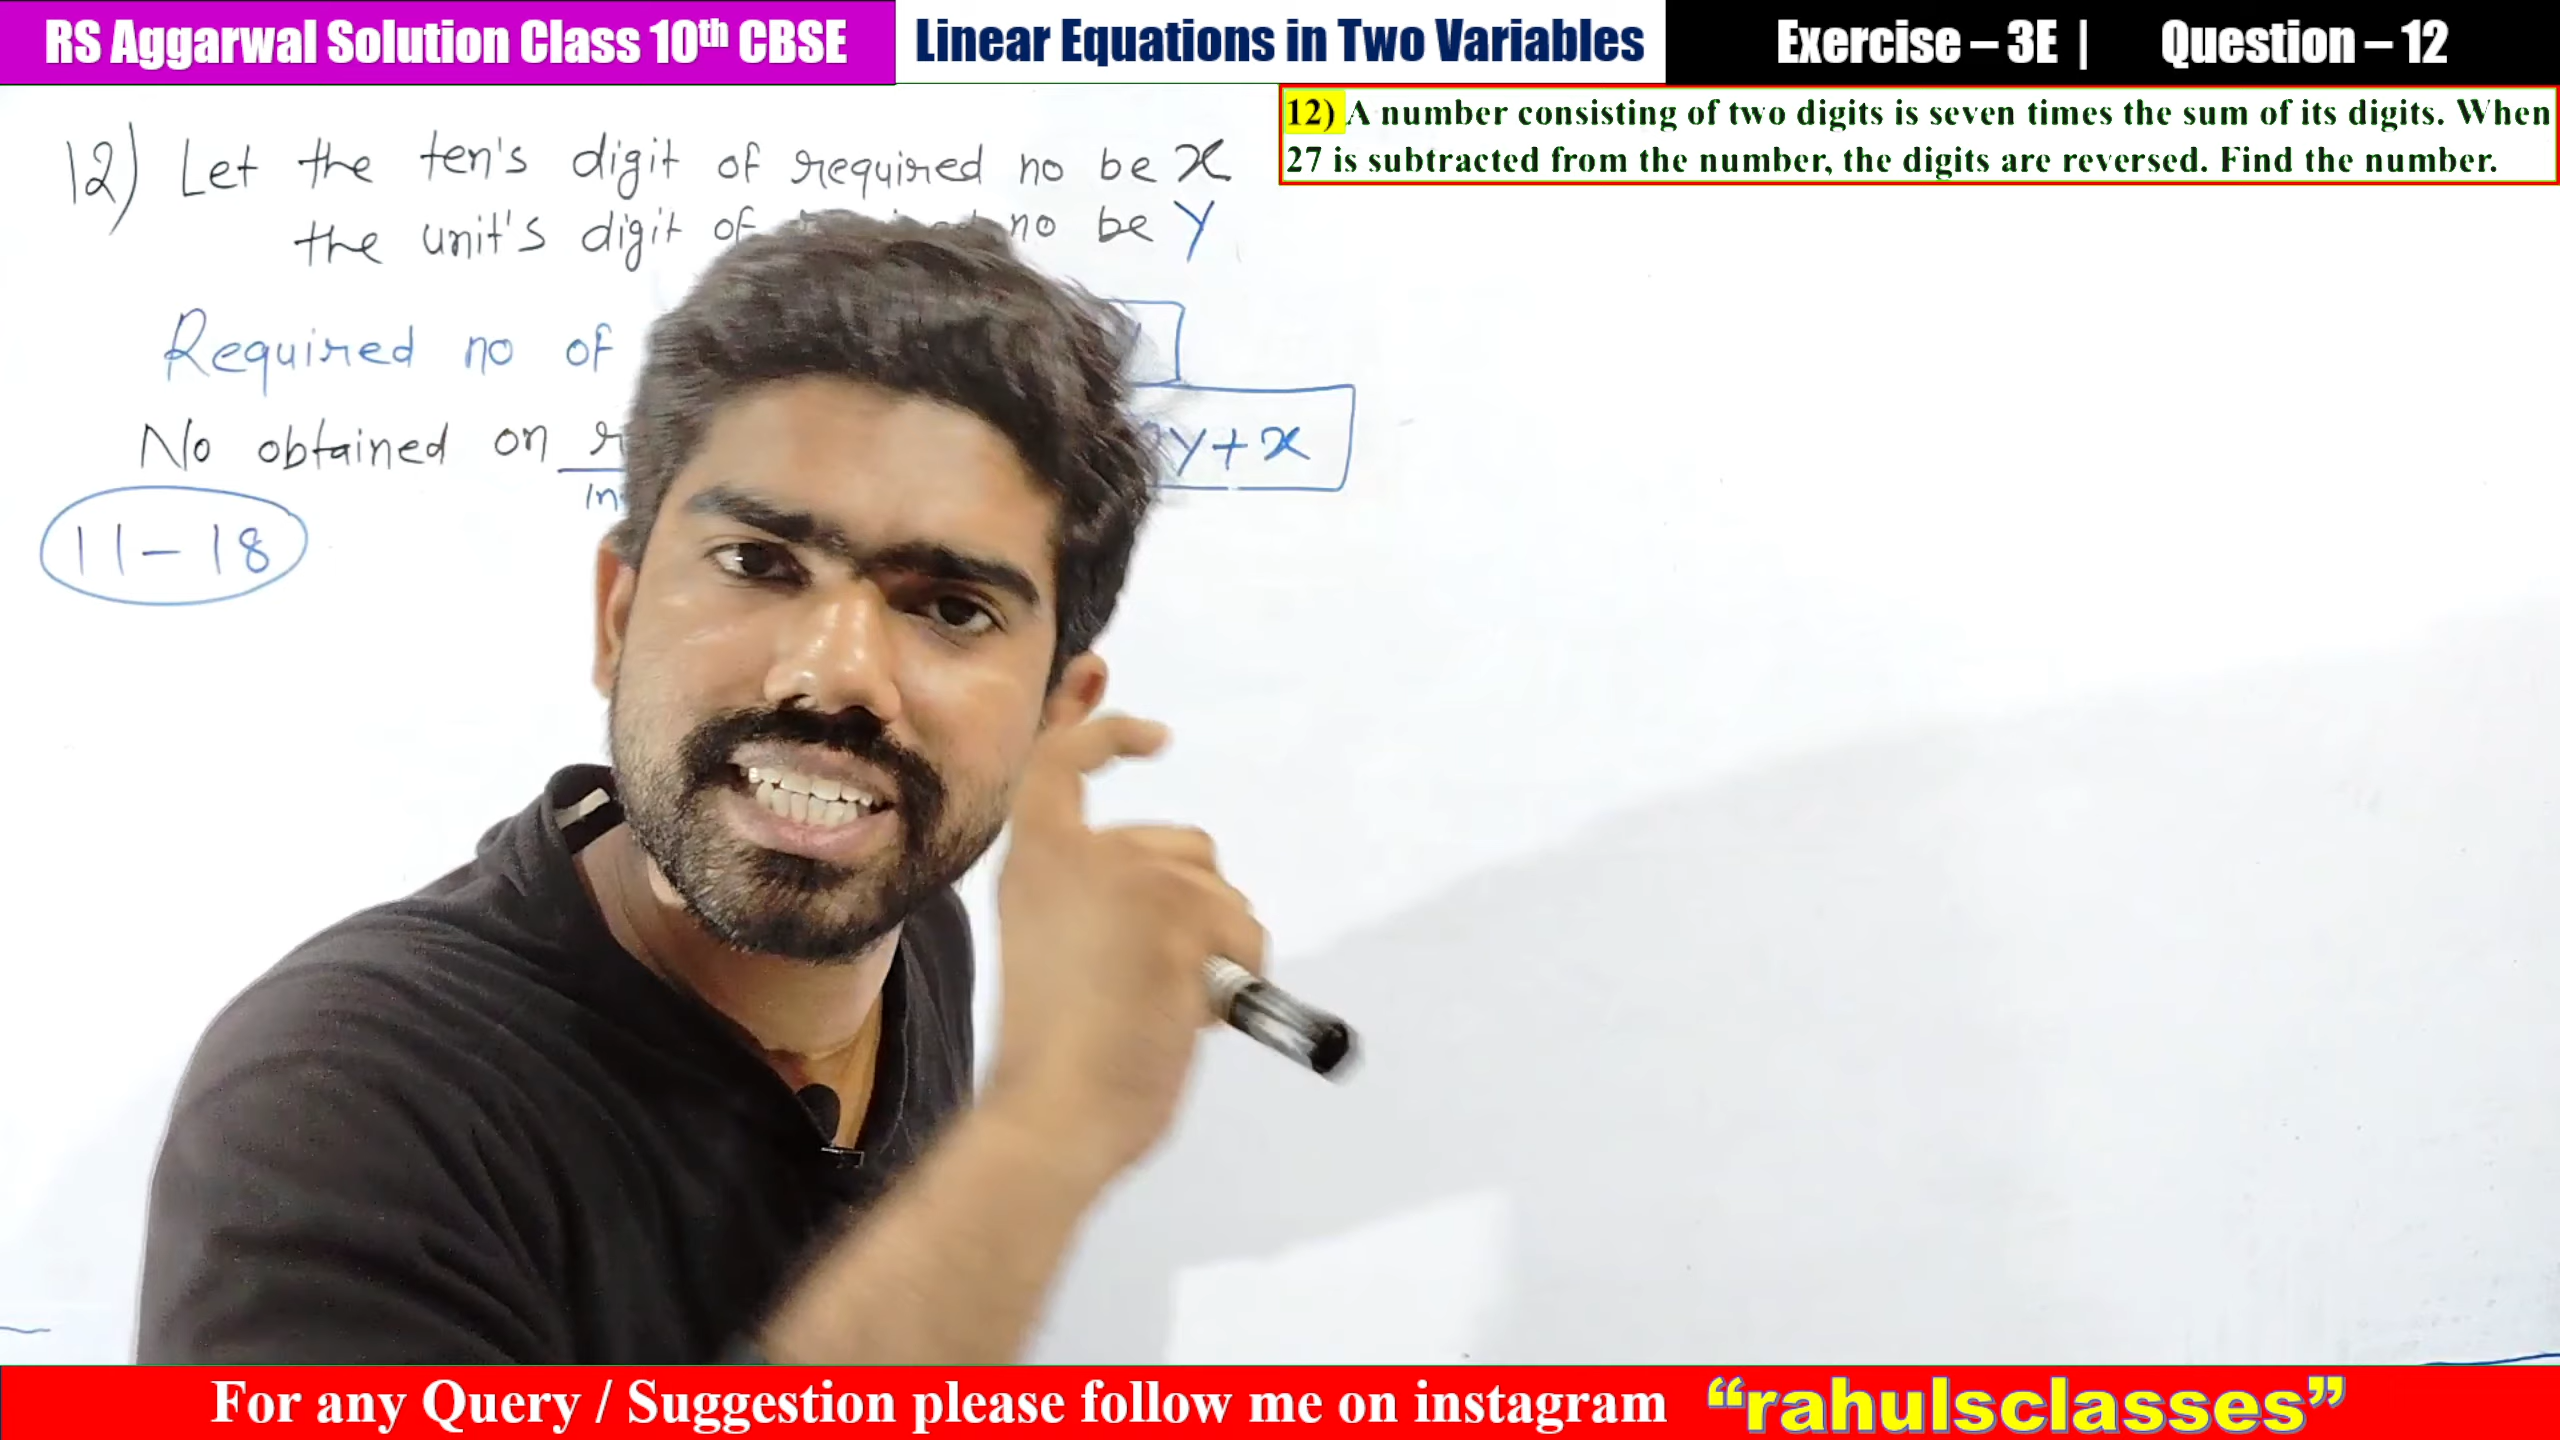 RS Aggarwal Solution Class 10th CBSE
Linear Equations in Two Variables
Exercise – 3E |
Question – 12
12) A number consisting of two digits is seven times the sum of its digits. When
27 is subtracted from the number, the digits are reversed. Find the number.
12) Let the ten's digit of required no be x
the unit's digit of no be y
Required no of
No obtained on
y+x
11–18
For any Query / Suggestion please follow me on instagram “rahulsclasses”